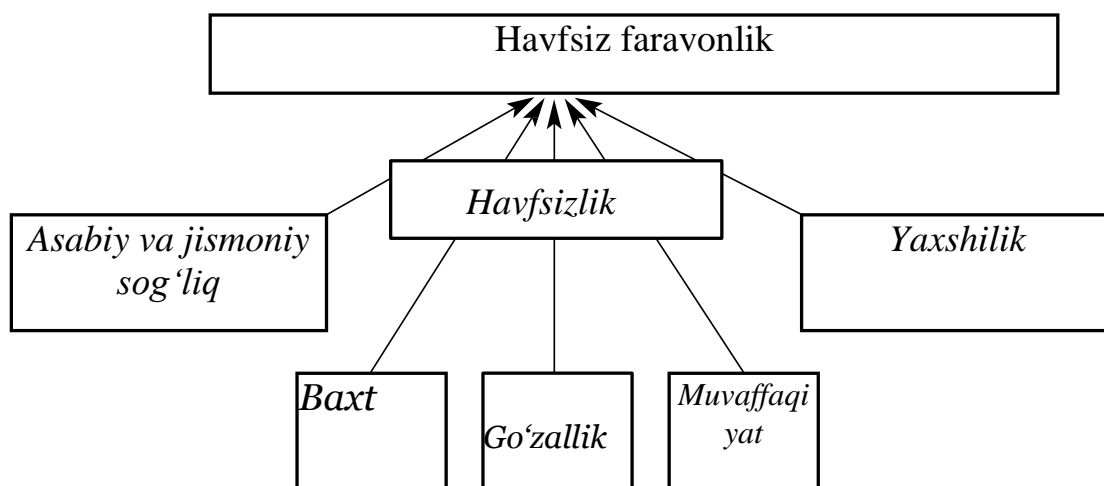 Havfsiz faravonlik
Havfsizlik
Asabiy va jismoniy
sog‘liq
Yaxshilik
Baxt
Go‘zallik
Muvaffaqi
yat